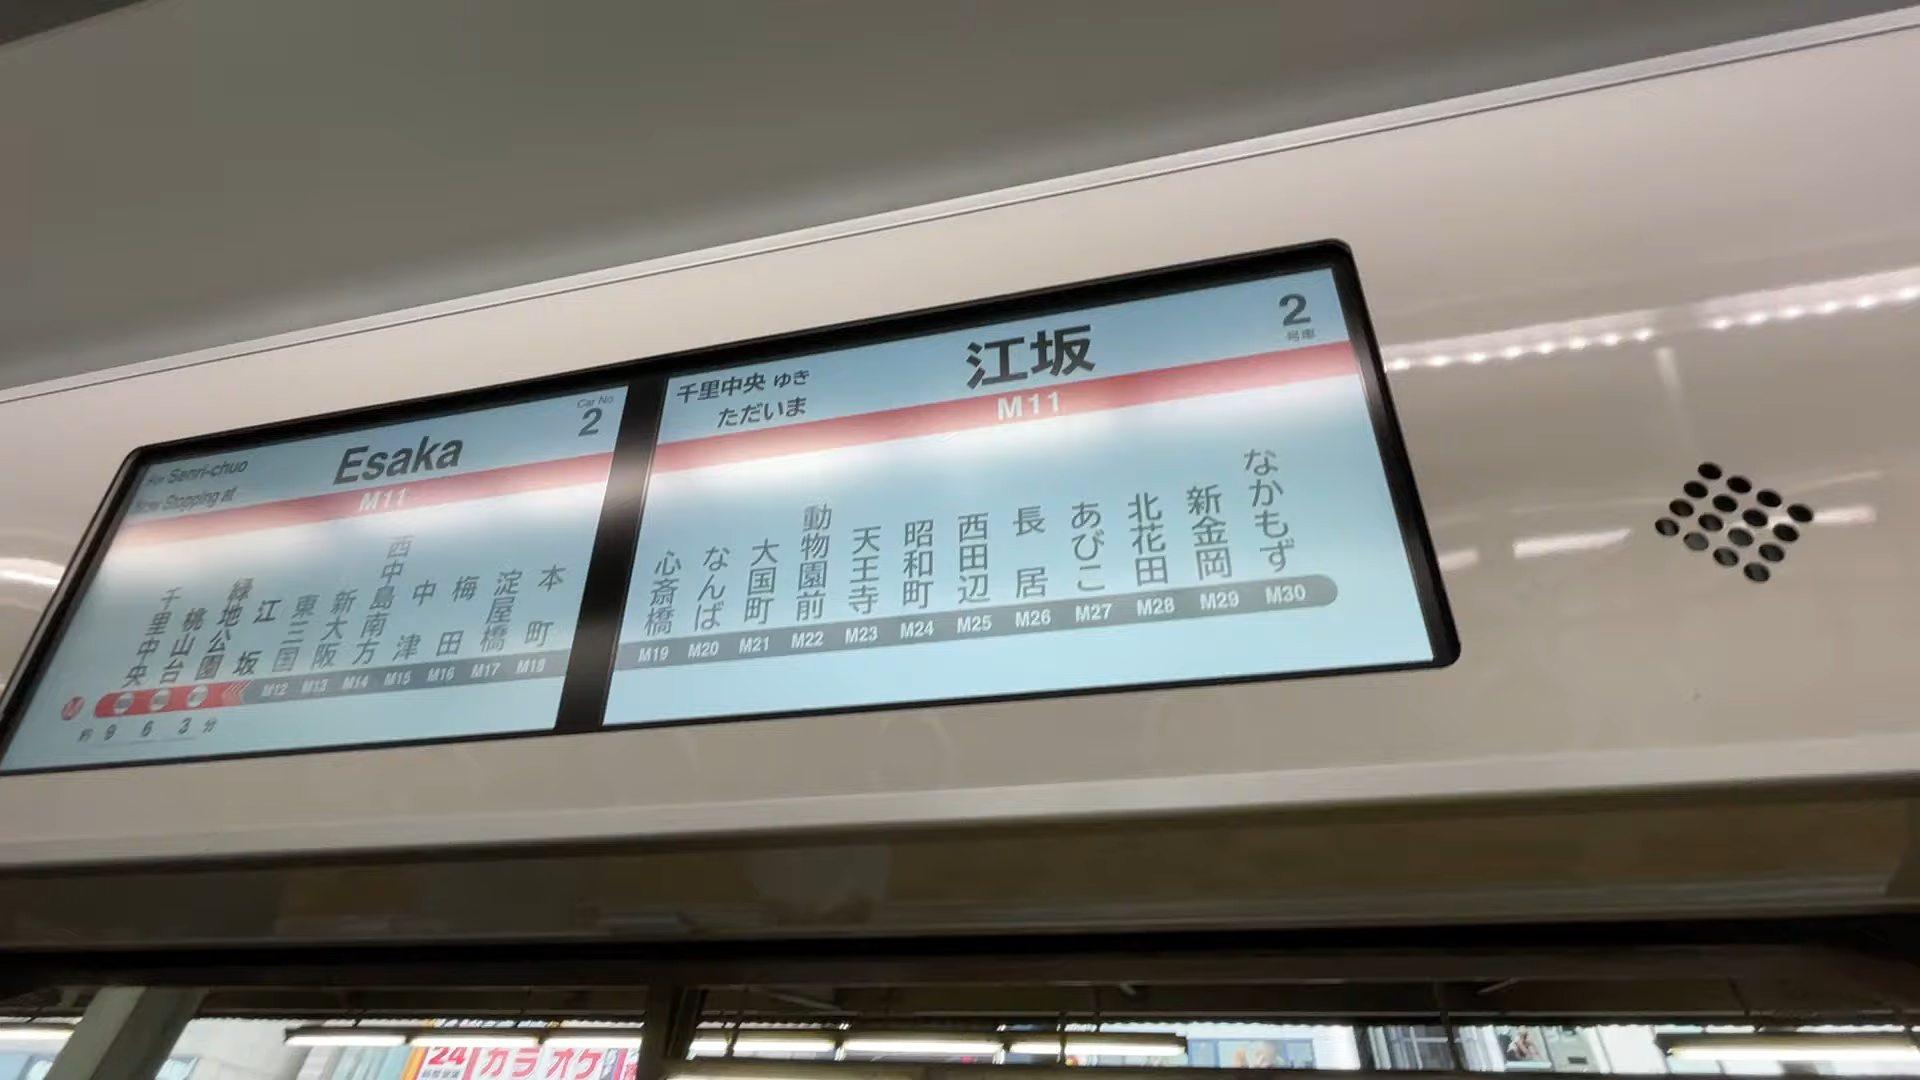 For Senri-chuo
Now Stopping at
Esaka
Car No.
2
M11
千里中央
桃山台
緑地公園
江坂
東三国
新大阪
西中島南方
中津
梅田
淀屋橋
本町
M12 M13 M14 M15 M16 M17 M18
約 9 6 3 分
千里中央 ゆき
ただいま
江坂
2
号車
M11
心斎橋
なんば
大国町
動物園前
天王寺
昭和町
西田辺
長居
あびこ
北花田
新金岡
なかもず
M19 M20 M21 M22 M23 M24 M25 M26 M27 M28 M29 M30
24
カラオケ